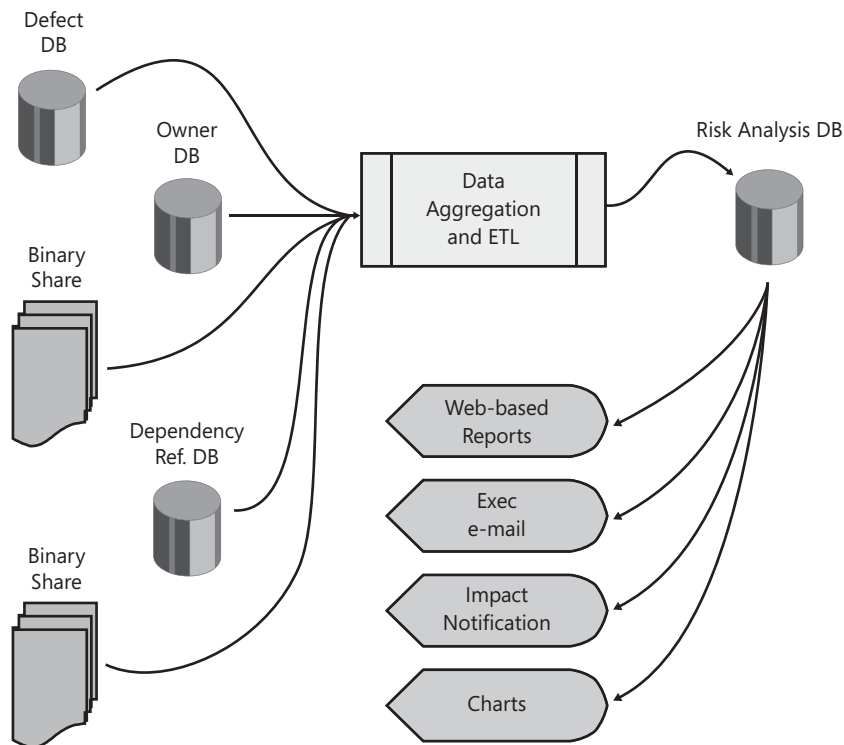 Defect
DB
Owner
DB
Binary
Share
Dependency
Ref. DB
Binary
Share
Data
Aggregation
and ETL
Risk Analysis DB
Web-based
Reports
Exec
e-mail
Impact
Notification
Charts